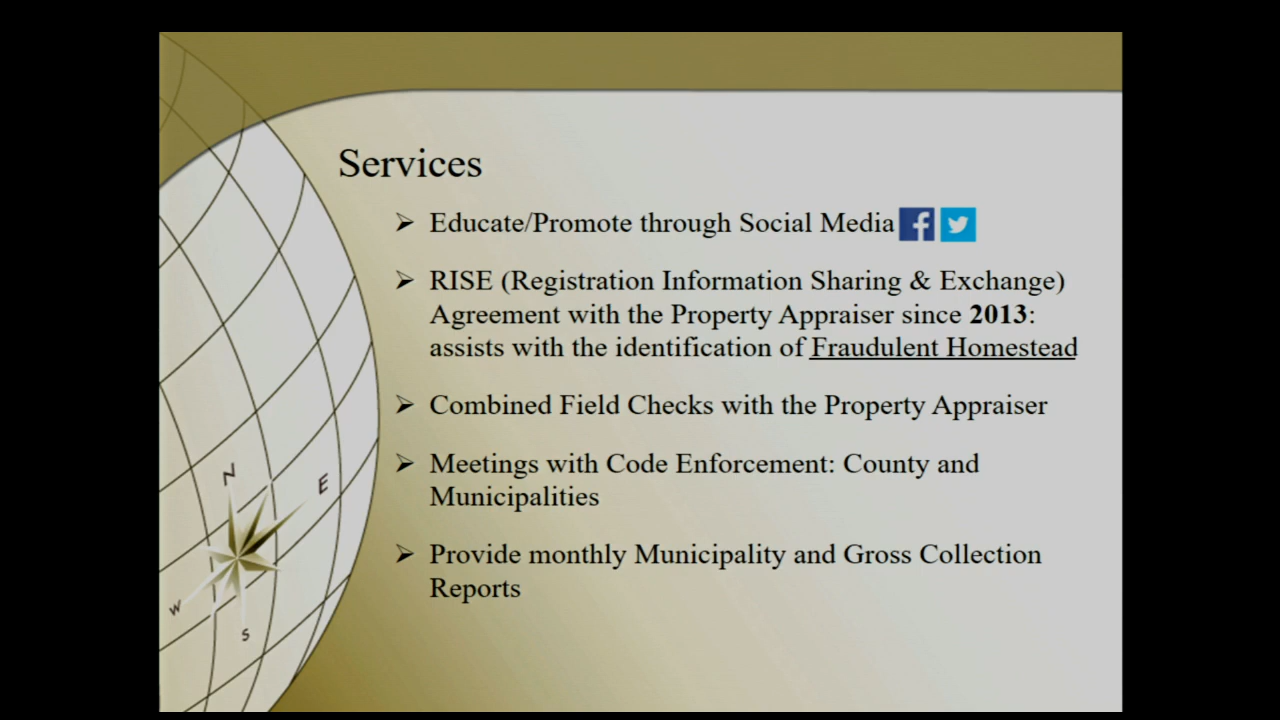 Services
Educate/Promote through Social Media
RISE (Registration Information Sharing & Exchange)
Agreement with the Property Appraiser since 2013:
assists with the identification of Fraudulent Homestead
Combined Field Checks with the Property Appraiser
Meetings with Code Enforcement: County and
Municipalities
Provide monthly Municipality and Gross Collection
Reports
N
E
W
S